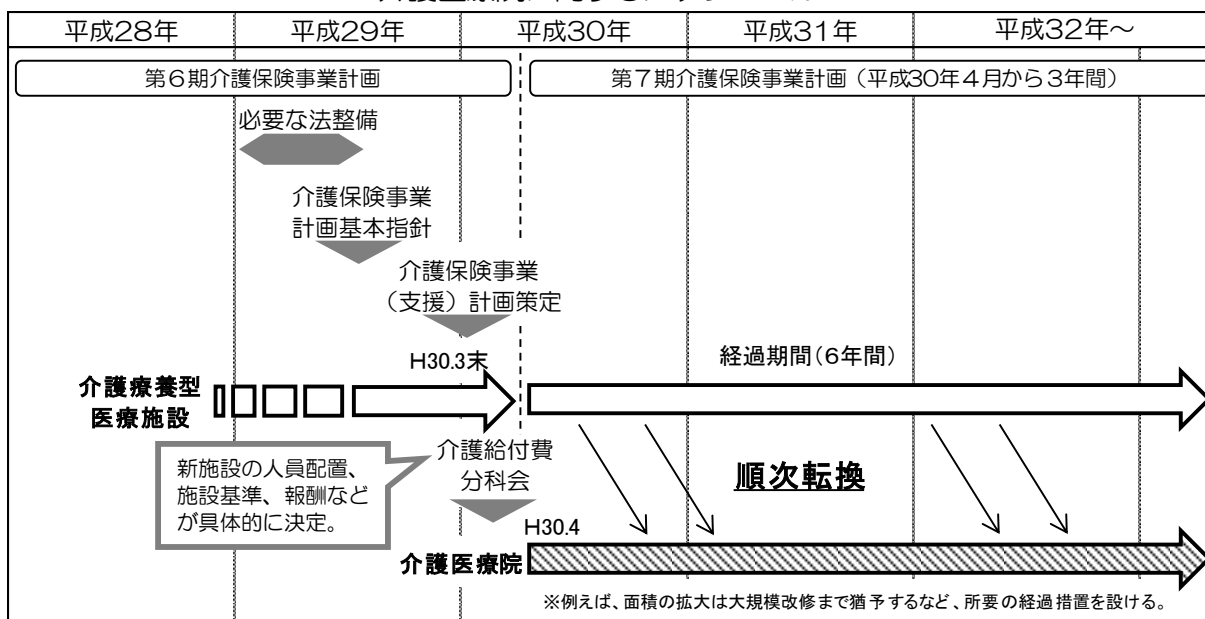 平成28年
平成29年
平成30年
平成31年
平成32年～
第6期介護保険事業計画
第7期介護保険事業計画（平成30年4月から3年間）
必要な法整備
介護保険事業
計画基本指針
介護保険事業
（支援）計画策定
H30.3末
経過期間(6年間)
介護療養型
医療施設
新施設の人員配置、
施設基準、報酬など
が具体的に決定。
介護給付費
分科会
順次転換
H30.4
介護医療院
※例えば、面積の拡大は大規模改修まで猶予するなど、所要の経過措置を設ける。